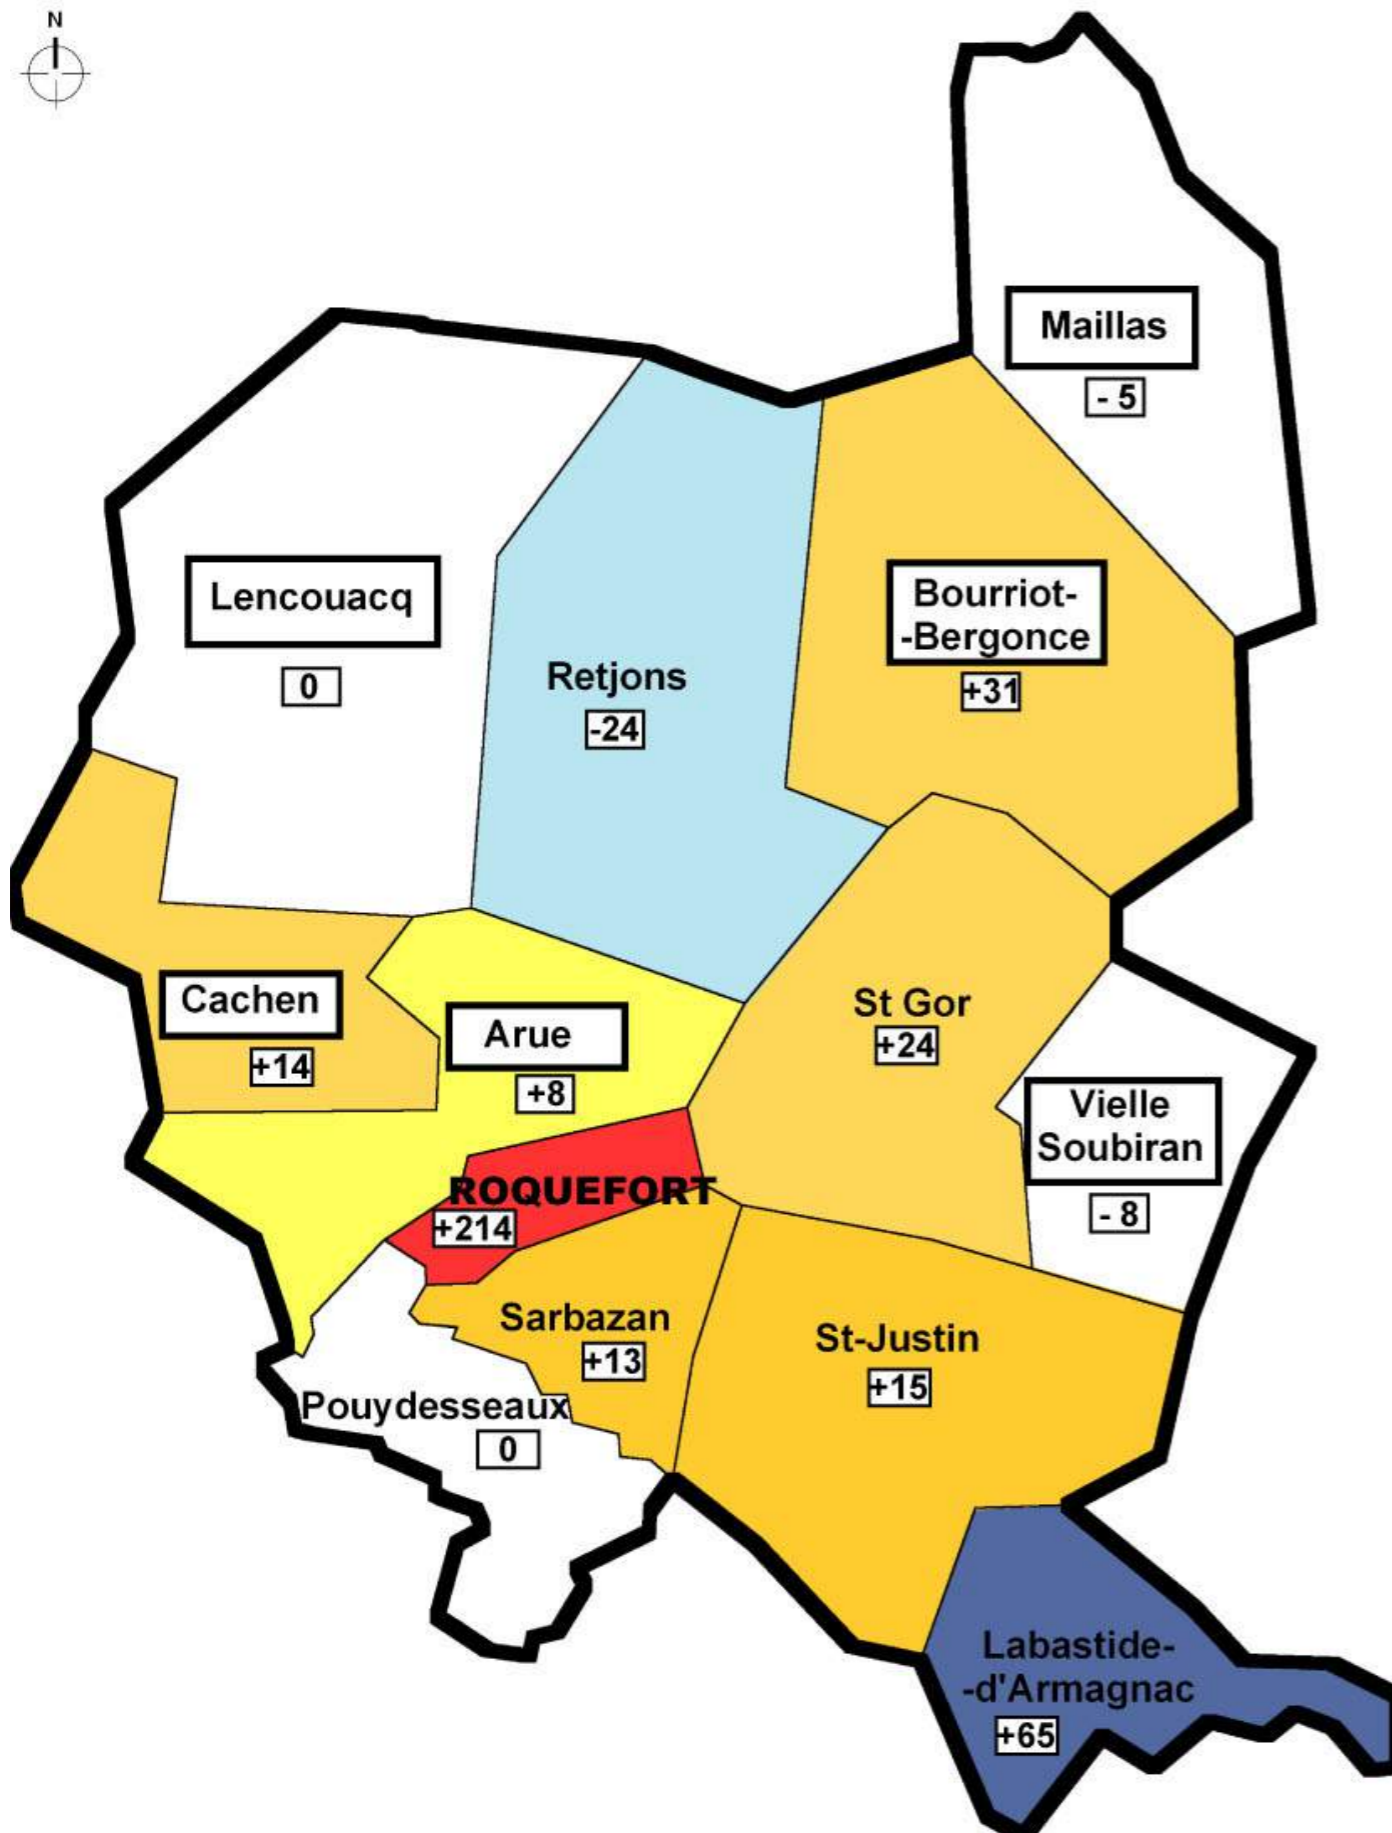 N
Maillas
- 5
Lencouacq
0
Bourriot-
-Bergonce
+31
Retjons
-24
Cachen
+14
Arue
+8
St Gor
+24
Vielle
Soubiran
- 8
ROQUEFORT
+214
Sarbazan
+13
St-Justin
+15
Pouydesseaux
0
Labastide-
-d'Armagnac
+65